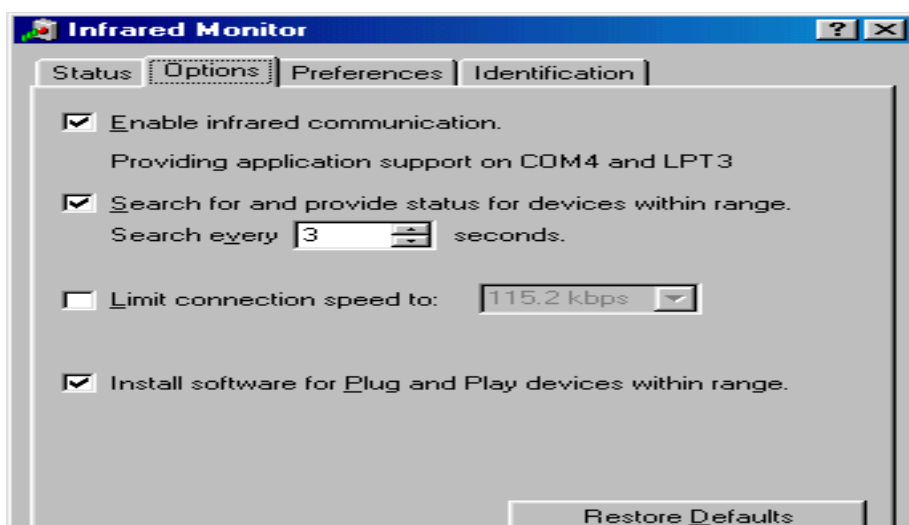 Infrared Monitor
Status Options Preferences Identification
Enable infrared communication.
Providing application support on COM4 and LPT3
Search for and provide status for devices within range.
Search every 3 seconds.
Limit connection speed to: 115.2 kbps
Install software for Plug and Play devices within range.
Restore Defaults